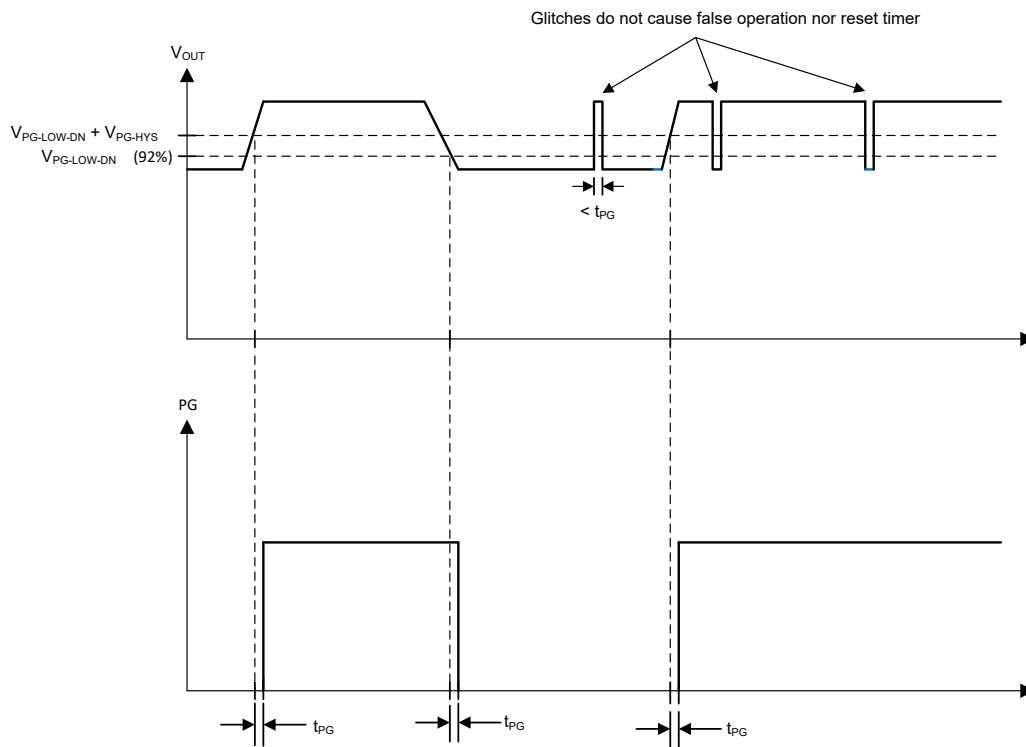 Glitches do not cause false operation nor reset timer
VOUT
VPG-LOW-DN + VPG-HYS
VPG-LOW-DN (92%)
< tPG
PG
tPG
tPG
tPG